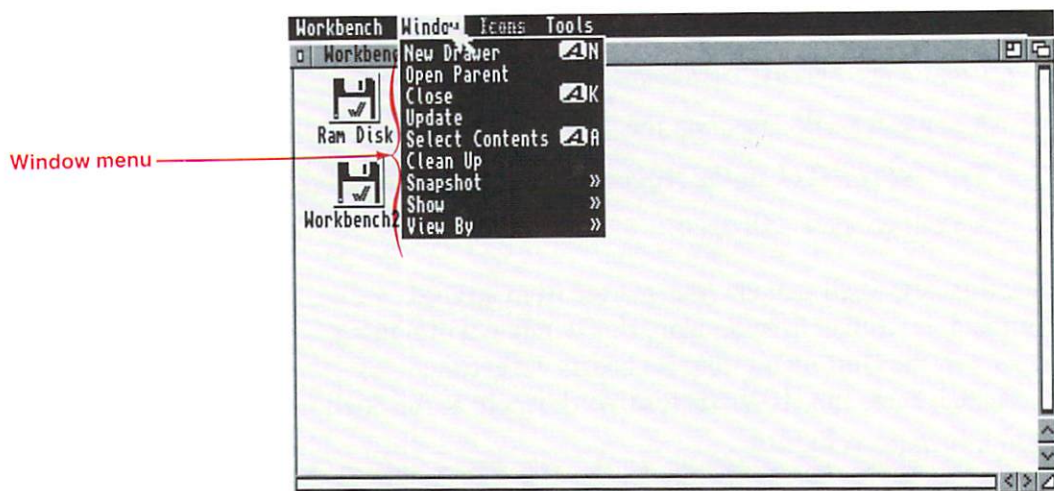 Workbench Window Icons Tools
Workbenc
New Drawer A N
Open Parent
Close A K
Update
Select Contents A A
Clean Up
Snapshot »
Show »
View By »
Ram Disk
Workbench2
Window menu